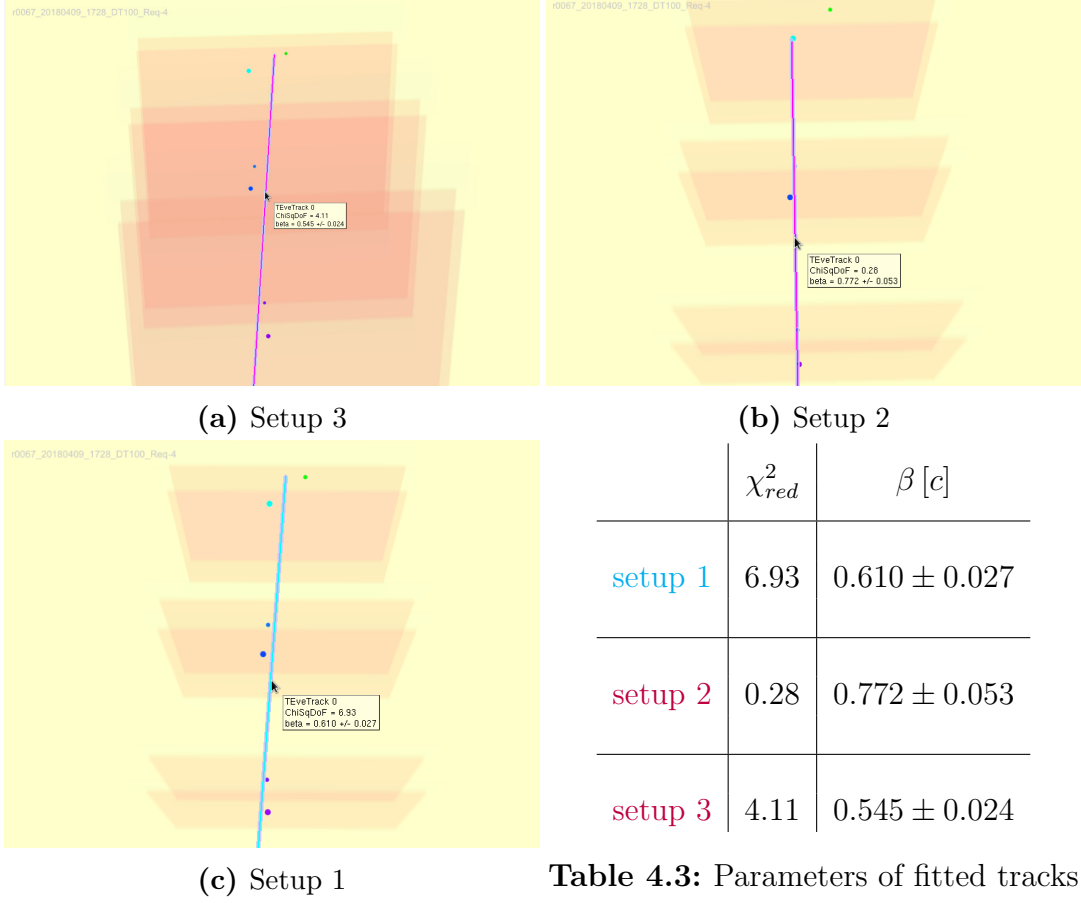 r0067_20180409_1728_DT100_Req-4
TEveTrack 0
ChiSqDoF = 4.11
beta = 0.545 +/- 0.024
(a) Setup 3
r0067_20180409_1728_DT100_Req-4
TEveTrack 0
ChiSqDoF = 0.28
beta = 0.772 +/- 0.053
(b) Setup 2
r0067_20180409_1728_DT100_Req-4
TEveTrack 0
ChiSqDoF = 6.93
beta = 0.610 +/- 0.027
(c) Setup 1
χ²red β [c]
setup 1 6.93 0.610 ± 0.027
setup 2 0.28 0.772 ± 0.053
setup 3 4.11 0.545 ± 0.024
Table 4.3: Parameters of fitted tracks